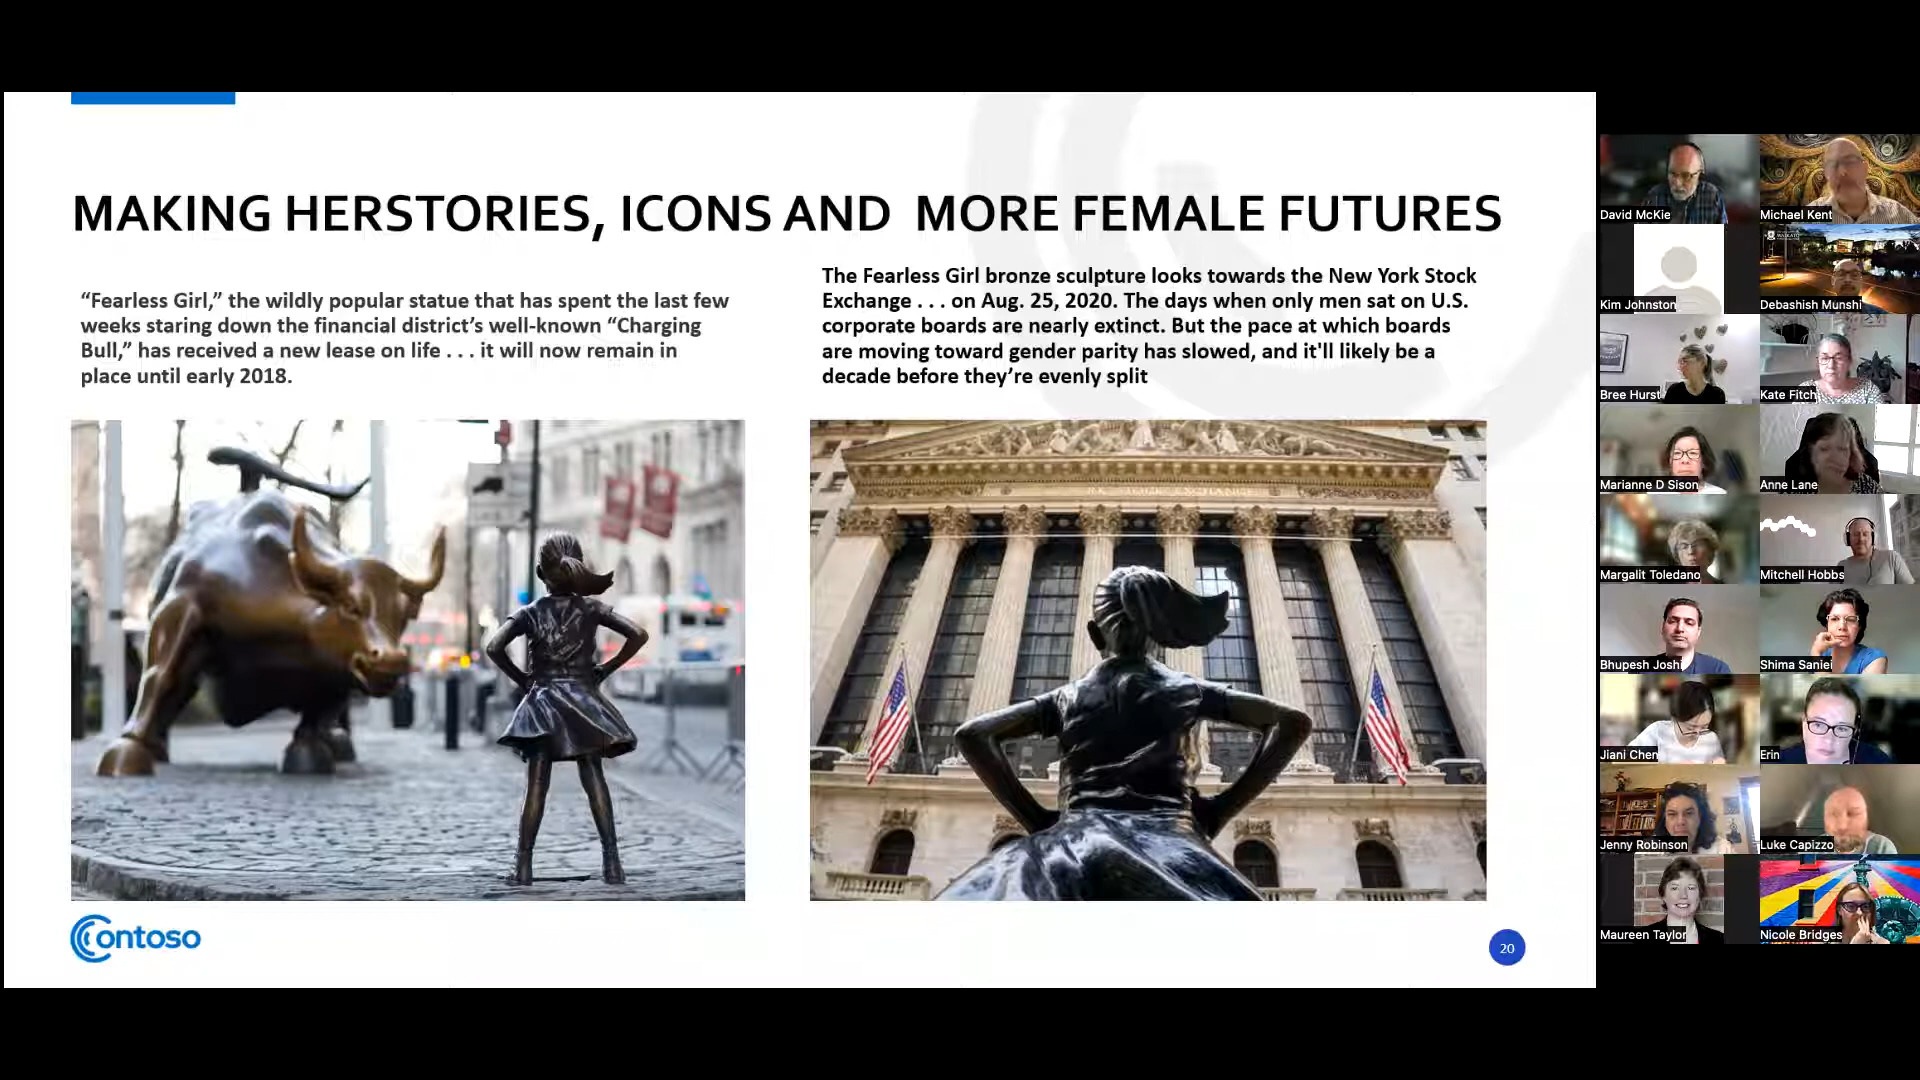 MAKING HERSTORIES, ICONS AND  MORE FEMALE FUTURES
“Fearless Girl,” the wildly popular statue that has spent the last few
weeks staring down the financial district’s well-known “Charging
Bull,” has received a new lease on life . . . it will now remain in
place until early 2018.
The Fearless Girl bronze sculpture looks towards the New York Stock
Exchange . . . on Aug. 25, 2020. The days when only men sat on U.S.
corporate boards are nearly extinct. But the pace at which boards
are moving toward gender parity has slowed, and it'll likely be a
decade before they’re evenly split
Contoso
20
David McKie
Michael Kent
Kim Johnston
Debashish Munshi
Bree Hurst
Kate Fitch
Marianne D Sison
Anne Lane
Margalit Toledano
Mitchell Hobbs
Bhupesh Joshi
Shima Saniei
Jiani Chen
Erin
Jenny Robinson
Luke Capizzo
Maureen Taylor
Nicole Bridges